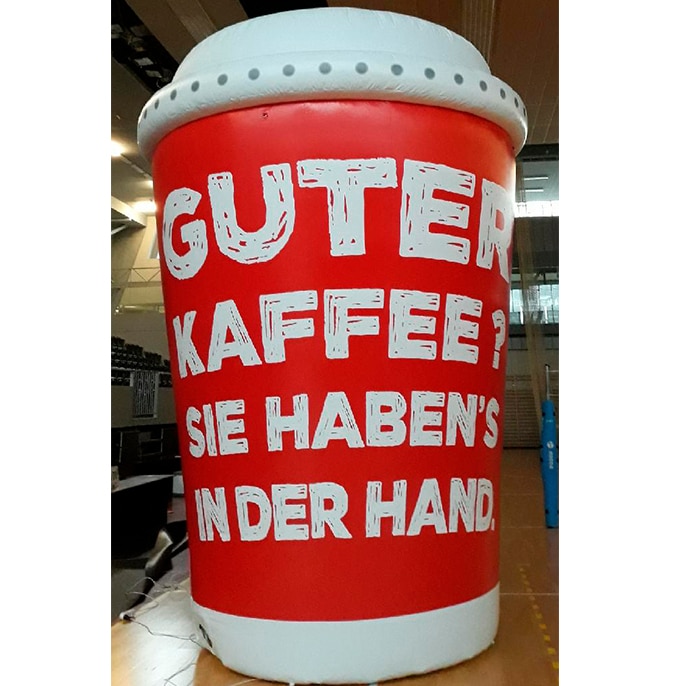 GUTER
KAFFEE?
SIE HABEN'S
IN DER HAND.